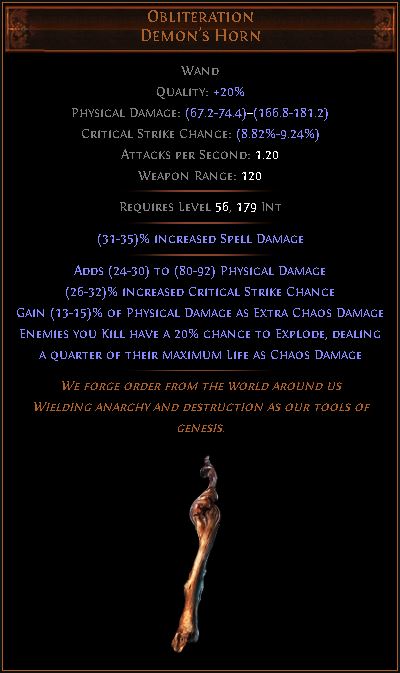 Obliteration
Demon's Horn
Wand
Quality: +20%
Physical Damage: (67.2-74.4)–(166.8-181.2)
Critical Strike Chance: (8.82%-9.24%)
Attacks per Second: 1.20
Weapon Range: 120
Requires Level 56, 179 Int
(31-35)% increased Spell Damage
Adds (24-30) to (80-92) Physical Damage
(26-32)% increased Critical Strike Chance
Gain (13-15)% of Physical Damage as Extra Chaos Damage
Enemies you Kill have a 20% chance to Explode, dealing
a quarter of their maximum Life as Chaos Damage
We forge order from the world around us
Wielding anarchy and destruction as our tools of
genesis.